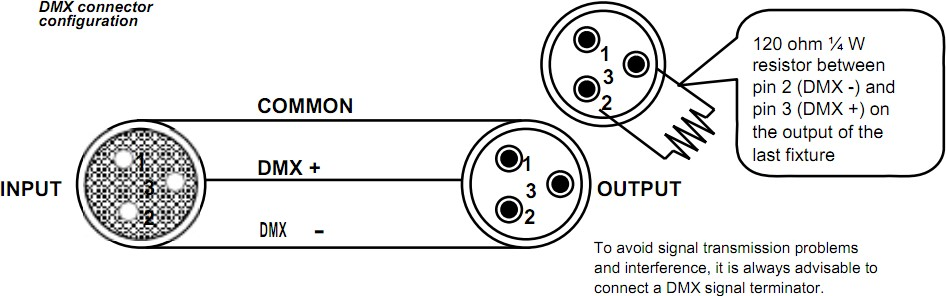 DMX connector
configuration
COMMON
DMX +
DMX -
INPUT
1
3
2
1
3
2
OUTPUT
1
3
2
120 ohm ¼ W
resistor between
pin 2 (DMX -) and
pin 3 (DMX +) on
the output of the
last fixture
To avoid signal transmission problems
and interference, it is always advisable to
connect a DMX signal terminator.